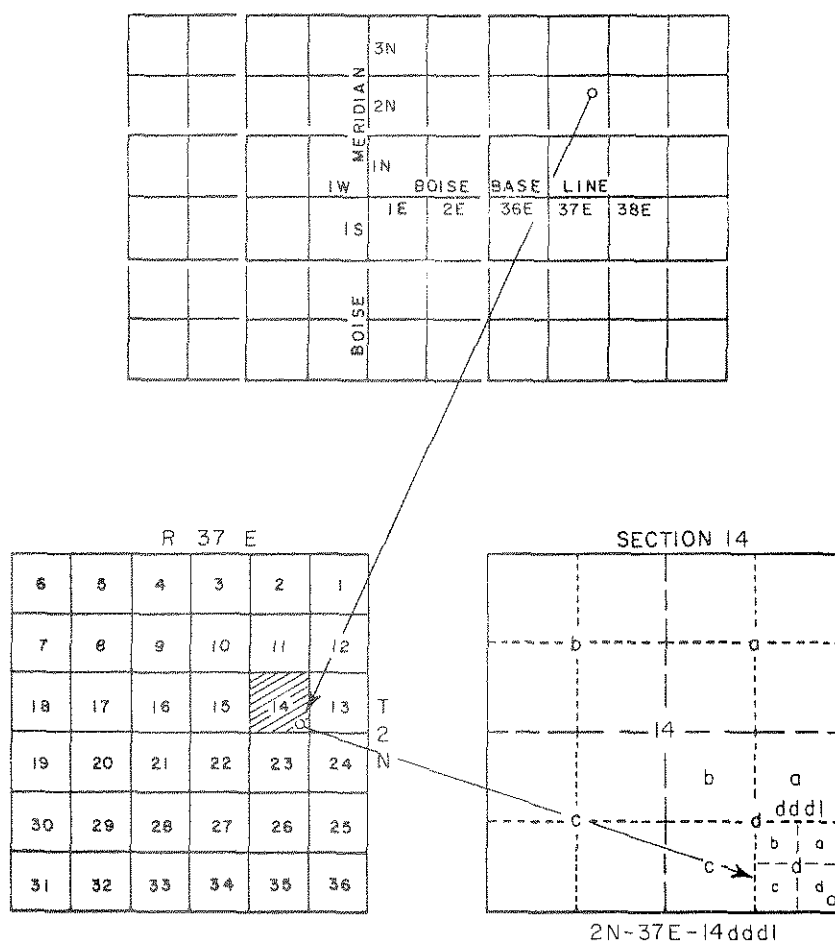 3N
MERIDIAN
2N
1N
1W BOISE BASE LINE
1E 2E 36E 37E 38E
1S
BOISE
R 37 E
6 5 4 3 2 1
7 8 9 10 11 12
18 17 16 15 14 13
19 20 21 22 23 24
30 29 28 27 26 25
31 32 33 34 35 36
T
2
N
SECTION 14
b a
14
b a
dddl
c d
b a
c d
c d
2N-37E-14dddl